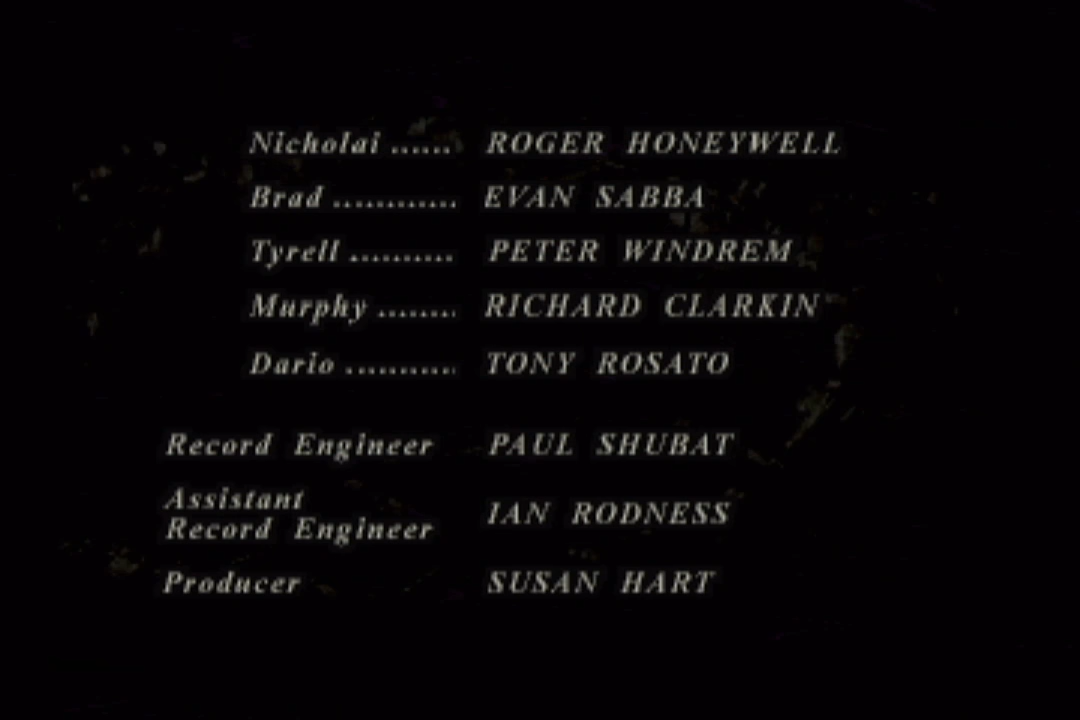 Nicholai ...... ROGER HONEYWELL
Brad ............ EVAN SABBA
Tyrell .......... PETER WINDREM
Murphy ........ RICHARD CLARKIN
Dario ........... TONY ROSATO
Record Engineer PAUL SHUBAT
Assistant
Record Engineer IAN RODNESS
Producer SUSAN HART